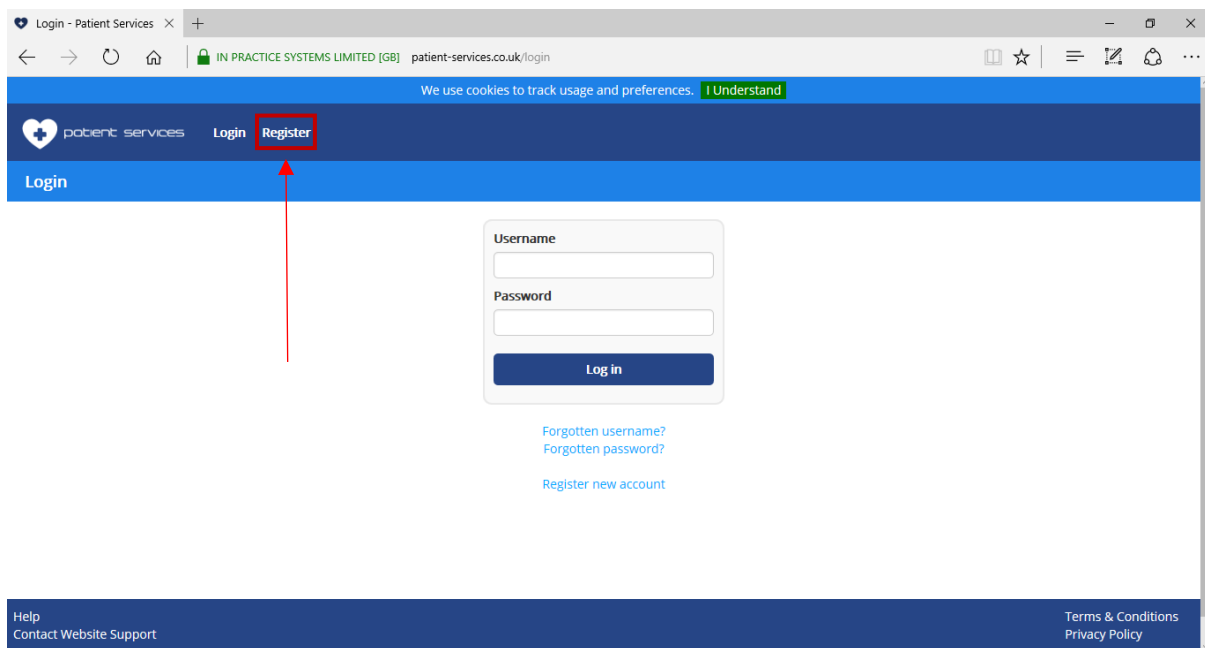 Login - Patient Services
IN PRACTICE SYSTEMS LIMITED [GB] patient-services.co.uk/login
We use cookies to track usage and preferences. I Understand
patient services Login Register
Login
Username
Password
Log in
Forgotten username?
Forgotten password?
Register new account
Help
Contact Website Support
Terms & Conditions
Privacy Policy